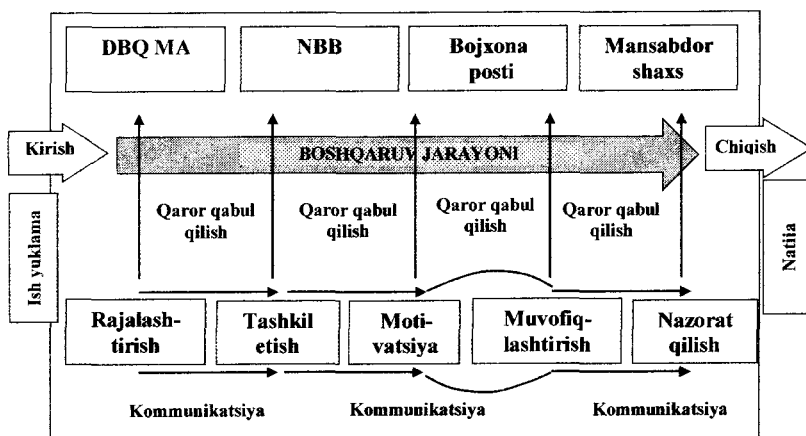 DBQ MA
NBB
Bojxona
posti
Mansabdor
shaxs
Kirish
BOSHQARUV JARAYONI
Chiqish
Ish yuklama
Qaror qabul
qilish
Qaror qabul
qilish
Qaror qabul
qilish
Qaror qabul
qilish
Natiia
Rajalash-
tirish
Tashkil
etish
Moti-
vatsiya
Muvofiq-
lashtirish
Nazorat
qilish
Kommunikatsiya
Kommunikatsiya
Kommunikatsiya